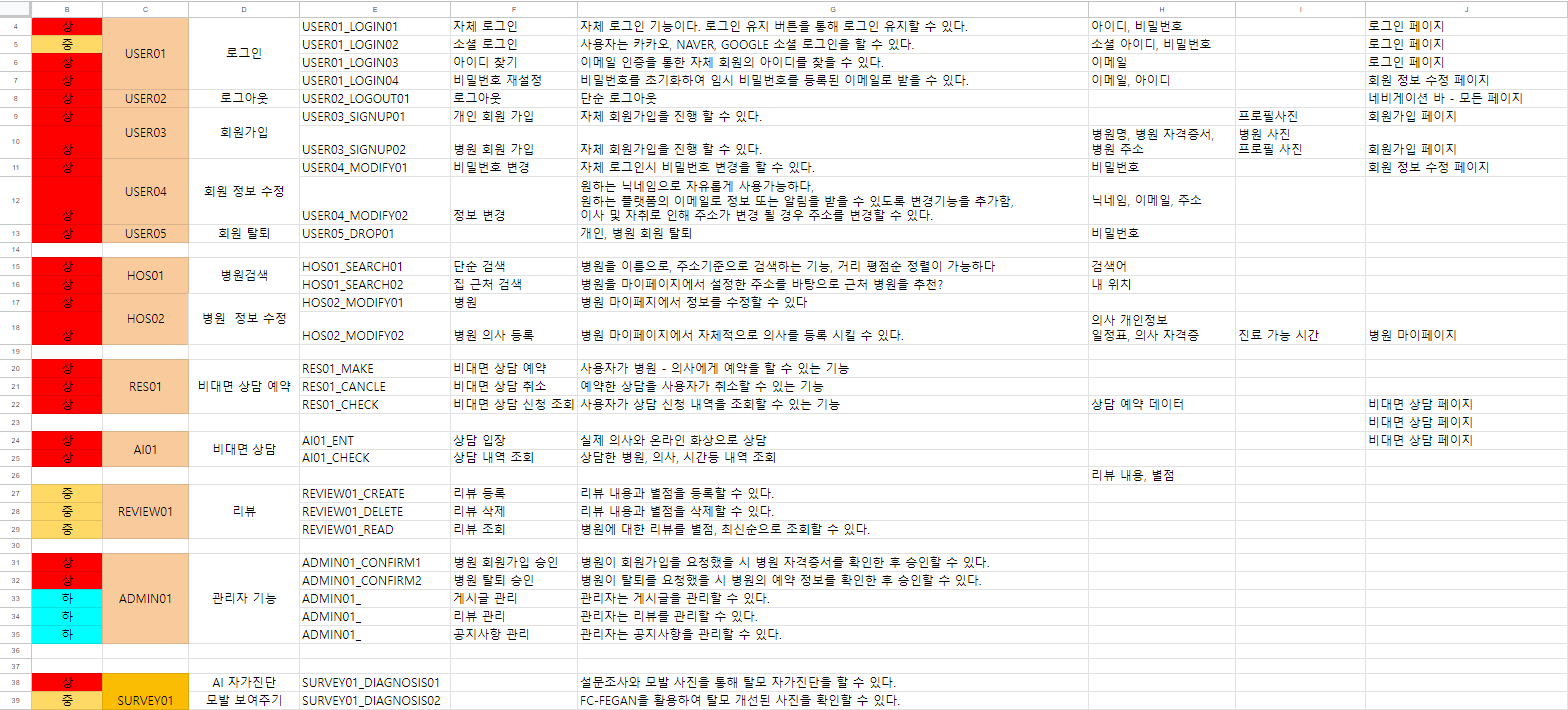 B C D E F G H I J
4 상 USER01_LOGIN01 자체 로그인 자체 로그인 기능이다. 로그인 유지 버튼을 통해 로그인 유지할 수 있다. 아이디, 비밀번호 로그인 페이지
5 중 USER01 로그인 USER01_LOGIN02 소셜 로그인 사용자는 카카오, NAVER, GOOGLE 소셜 로그인을 할 수 있다. 소셜 아이디, 비밀번호 로그인 페이지
6 상 USER01_LOGIN03 아이디 찾기 이메일 인증을 통한 자체 회원의 아이디를 찾을 수 있다. 이메일 로그인 페이지
7 상 USER01_LOGIN04 비밀번호 재설정 비밀번호를 초기화하여 임시 비밀번호를 등록된 이메일로 받을 수 있다. 이메일, 아이디 회원 정보 수정 페이지
8 상 USER02 로그아웃 USER02_LOGOUT01 로그아웃 단순 로그아웃 네비게이션 바 - 모든 페이지
9 상 USER03 회원가입 USER03_SIGNUP01 개인 회원 가입 자체 회원가입을 진행 할 수 있다. 프로필사진 회원가입 페이지
병원명, 병원 자격증서, 병원 사진
10 상 USER03_SIGNUP02 병원 회원 가입 자체 회원가입을 진행 할 수 있다. 병원 주소 프로필 사진 회원가입 페이지
11 상 USER04_MODIFY01 비밀번호 변경 자체 로그인시 비밀번호 변경을 할 수 있다. 비밀번호 회원 정보 수정 페이지
원하는 닉네임으로 자유롭게 사용가능하다,
12 USER04 회원 정보 수정 원하는 플랫폼의 이메일로 정보 또는 알림을 받을 수 있도록 변경기능을 추가함, 닉네임, 이메일, 주소
상 USER04_MODIFY02 정보 변경 이사 및 자취로 인해 주소가 변경 될 경우 주소를 변경할 수 있다.
13 상 USER05 회원 탈퇴 USER05_DROP01 개인, 병원 회원 탈퇴 비밀번호
14
15 상 HOS01 병원검색 HOS01_SEARCH01 단순 검색 병원을 이름으로, 주소기준으로 검색하는 기능, 거리 평점순 정렬이 가능하다 검색어
16 상 HOS01_SEARCH02 집 근처 검색 병원을 마이페이지에서 설정한 주소를 바탕으로 근처 병원을 추천? 내 위치
17 상 HOS02 병원 정보 수정 HOS02_MODIFY01 병원 병원 마이페지에서 정보를 수정할 수 있다
의사 개인정보
18 상 HOS02_MODIFY02 병원 의사 등록 병원 마이페이지에서 자체적으로 의사를 등록 시킬 수 있다. 일정표, 의사 자격증 진료 가능 시간 병원 마이페이지
19
20 상 RES01_MAKE 비대면 상담 예약 사용자가 병원 - 의사에게 예약을 할 수 있는 기능
21 상 RES01 비대면 상담 예약 RES01_CANCLE 비대면 상담 취소 예약한 상담을 사용자가 취소할 수 있는 기능
22 상 RES01_CHECK 비대면 상담 신청 조회 사용자가 상담 신청 내역을 조회할 수 있는 기능 상담 예약 데이터 비대면 상담 페이지
23 비대면 상담 페이지
24 상 AI01 비대면 상담 AI01_ENT 상담 입장 실제 의사와 온라인 화상으로 상담 비대면 상담 페이지
25 상 AI01_CHECK 상담 내역 조회 상담한 병원, 의사, 시간등 내역 조회
26 리뷰 내용, 별점
27 중 REVIEW01_CREATE 리뷰 등록 리뷰 내용과 별점을 등록할 수 있다.
28 중 REVIEW01 리뷰 REVIEW01_DELETE 리뷰 삭제 리뷰 내용과 별점을 삭제할 수 있다.
29 중 REVIEW01_READ 리뷰 조회 병원에 대한 리뷰를 별점, 최신순으로 조회할 수 있다.
30
31 상 ADMIN01_CONFIRM1 병원 회원가입 승인 병원이 회원가입을 요청했을 시 병원 자격증서를 확인한 후 승인할 수 있다.
32 상 ADMIN01_CONFIRM2 병원 탈퇴 승인 병원이 탈퇴를 요청했을 시 병원의 예약 정보를 확인한 후 승인할 수 있다.
33 하 ADMIN01 관리자 기능 ADMIN01_ 게시글 관리 관리자는 게시글을 관리할 수 있다.
34 하 ADMIN01_ 리뷰 관리 관리자는 리뷰를 관리할 수 있다.
35 하 ADMIN01_ 공지사항 관리 관리자는 공지사항을 관리할 수 있다.
36
37
38 상 AI 자가진단 SURVEY01_DIAGNOSIS01 설문조사와 모발 사진을 통해 탈모 자가진단을 할 수 있다.
39 중 SURVEY01 모발 보여주기 SURVEY01_DIAGNOSIS02 FC-FEGAN을 활용하여 탈모 개선된 사진을 확인할 수 있다.